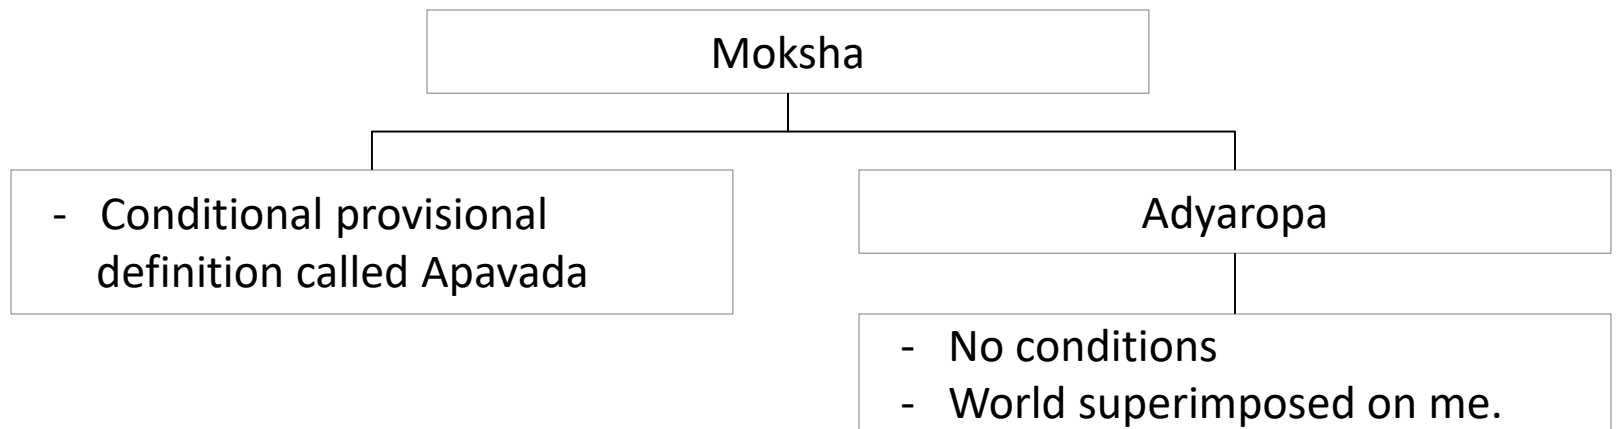 Moksha
- Conditional provisional
definition called Apavada
Adyaropa
- No conditions
- World superimposed on me.